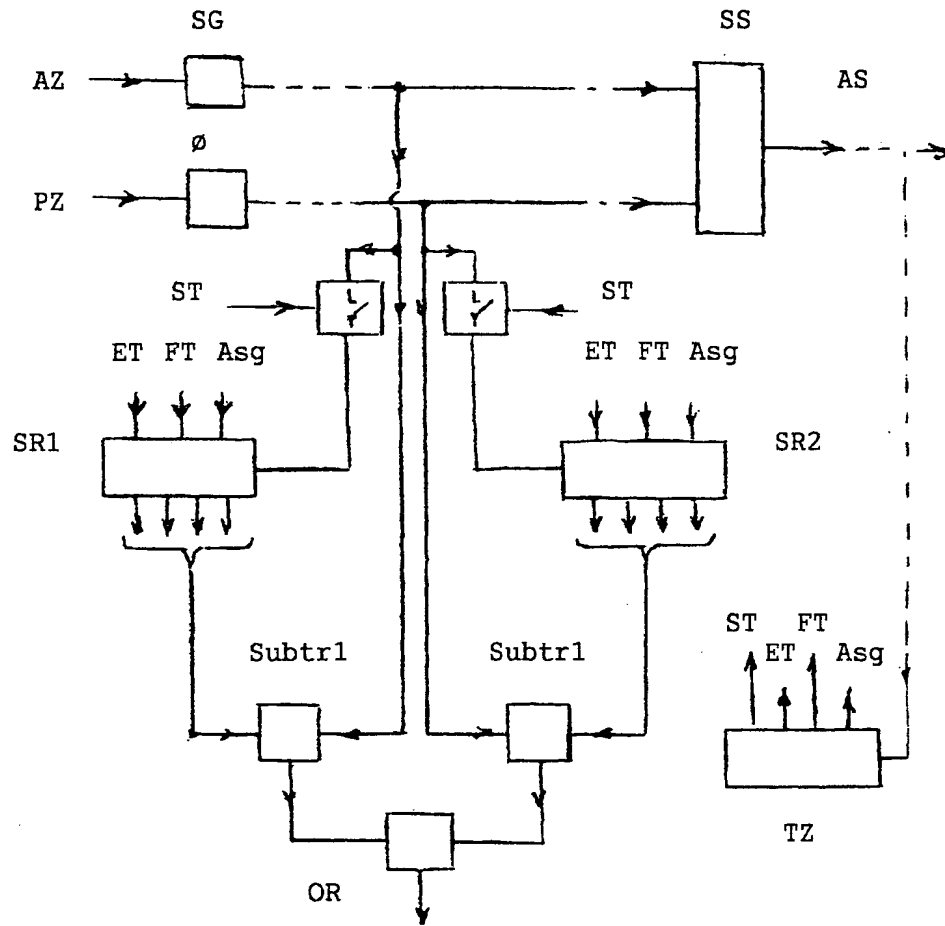 SG SS
AZ AS
ø
PZ
ST ST
ET FT Asg ET FT Asg
SR1 SR2
ST FT
Subtr1 Subtr1 ET Asg
TZ
OR